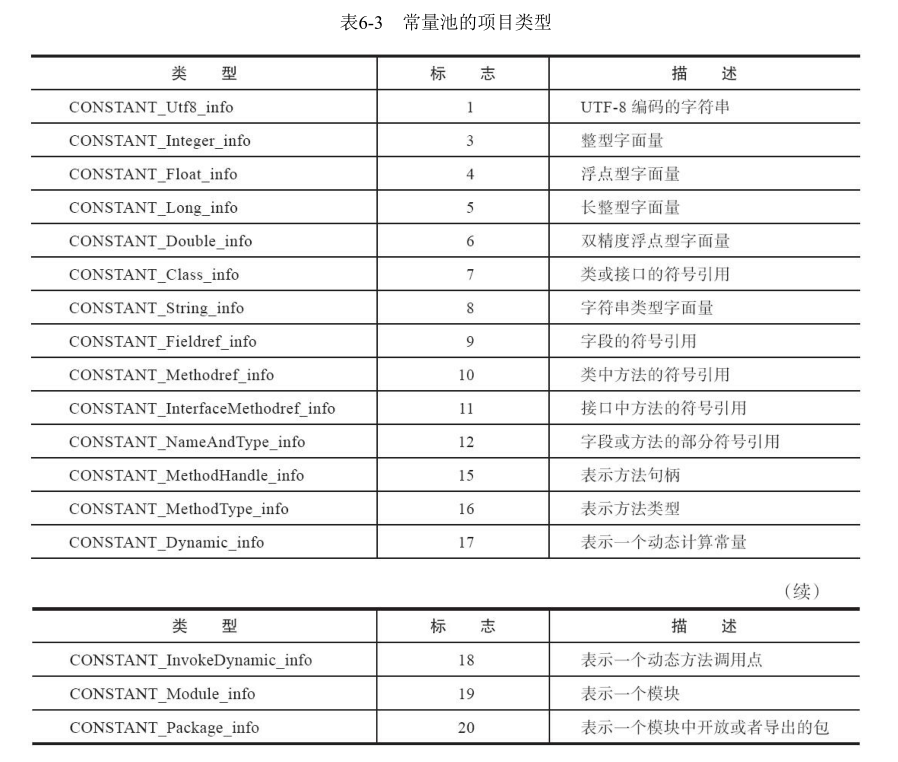 表6-3 常量池的项目类型
类 型 标 志 描 述
CONSTANT_Utf8_info 1 UTF-8 编码的字符串
CONSTANT_Integer_info 3 整型字面量
CONSTANT_Float_info 4 浮点型字面量
CONSTANT_Long_info 5 长整型字面量
CONSTANT_Double_info 6 双精度浮点型字面量
CONSTANT_Class_info 7 类或接口的符号引用
CONSTANT_String_info 8 字符串类型字面量
CONSTANT_Fieldref_info 9 字段的符号引用
CONSTANT_Methodref_info 10 类中方法的符号引用
CONSTANT_InterfaceMethodref_info 11 接口中方法的符号引用
CONSTANT_NameAndType_info 12 字段或方法的部分符号引用
CONSTANT_MethodHandle_info 15 表示方法句柄
CONSTANT_MethodType_info 16 表示方法类型
CONSTANT_Dynamic_info 17 表示一个动态计算常量
（续）
类 型 标 志 描 述
CONSTANT_InvokeDynamic_info 18 表示一个动态方法调用点
CONSTANT_Module_info 19 表示一个模块
CONSTANT_Package_info 20 表示一个模块中开放或者导出的包